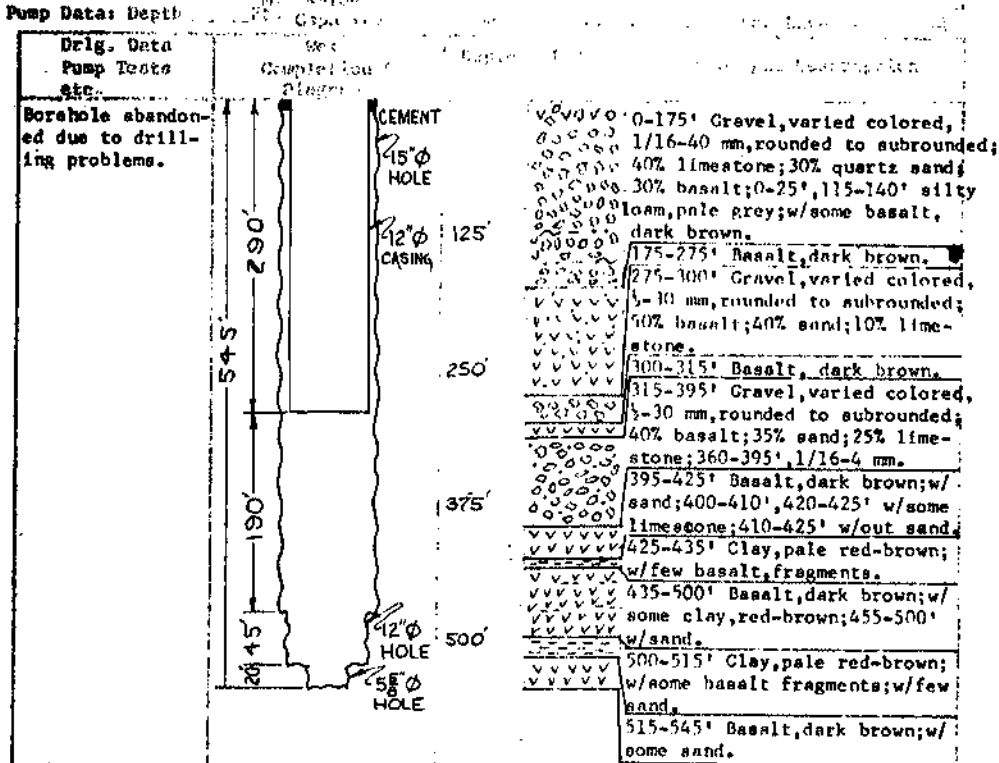 Pump Data: Depth
Drlg. Data
Pump Tests
etc.
Completion
Borehole abandon-
ed due to drill-
ing problems.
CEMENT
15"Ø
HOLE
12"Ø
CASING
290'
545'
190'
45'
20'
12"Ø
HOLE
HOLE
125'
250'
375'
500'
0-175' Gravel,varied colored,
1/16-40 mm,rounded to subrounded;
40% limestone;30% quartz sand;
30% basalt;0-25',115-140' silty
loam,pale grey;w/some basalt,
dark brown.
175-275' Basalt,dark brown.
275-300' Gravel,varied colored,
½-30 mm,rounded to subrounded;
50% basalt;40% sand;10% lime-
stone.
300-315' Basalt, dark brown.
315-395' Gravel,varied colored,
½-30 mm,rounded to subrounded;
40% basalt;35% sand;25% lime-
stone;360-395',1/16-4 mm.
395-425' Basalt,dark brown;w/
sand;400-410',420-425' w/some
limestone;410-425' w/out sand.
425-435' Clay,pale red-brown;
w/few basalt,fragments.
435-500' Basalt,dark brown;w/
some clay,red-brown;455-500'
w/sand.
500-515' Clay,pale red-brown;
w/some basalt fragments;w/few
sand.
515-545' Basalt,dark brown;w/
some sand.